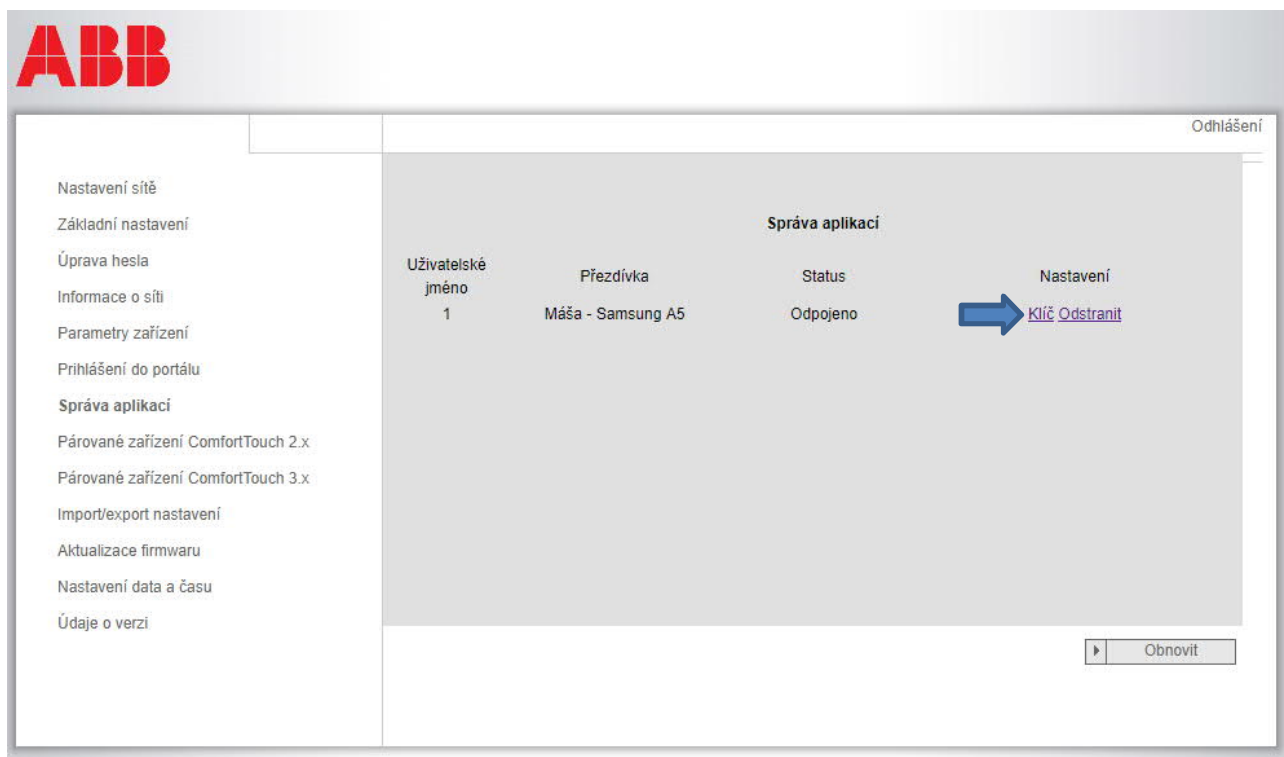 ABB
Odhlášení
Nastavení sítě
Základní nastavení
Úprava hesla
Informace o síti
Parametry zařízení
Prihlášení do portálu
Správa aplikací
Párované zařízení ComfortTouch 2.x
Párované zařízení ComfortTouch 3.x
Import/export nastavení
Aktualizace firmwaru
Nastavení data a času
Údaje o verzi
Správa aplikací
Uživatelské
jméno
Přezdívka
Status
Nastavení
1
Máša - Samsung A5
Odpojeno
Klíč Odstranit
Obnovit